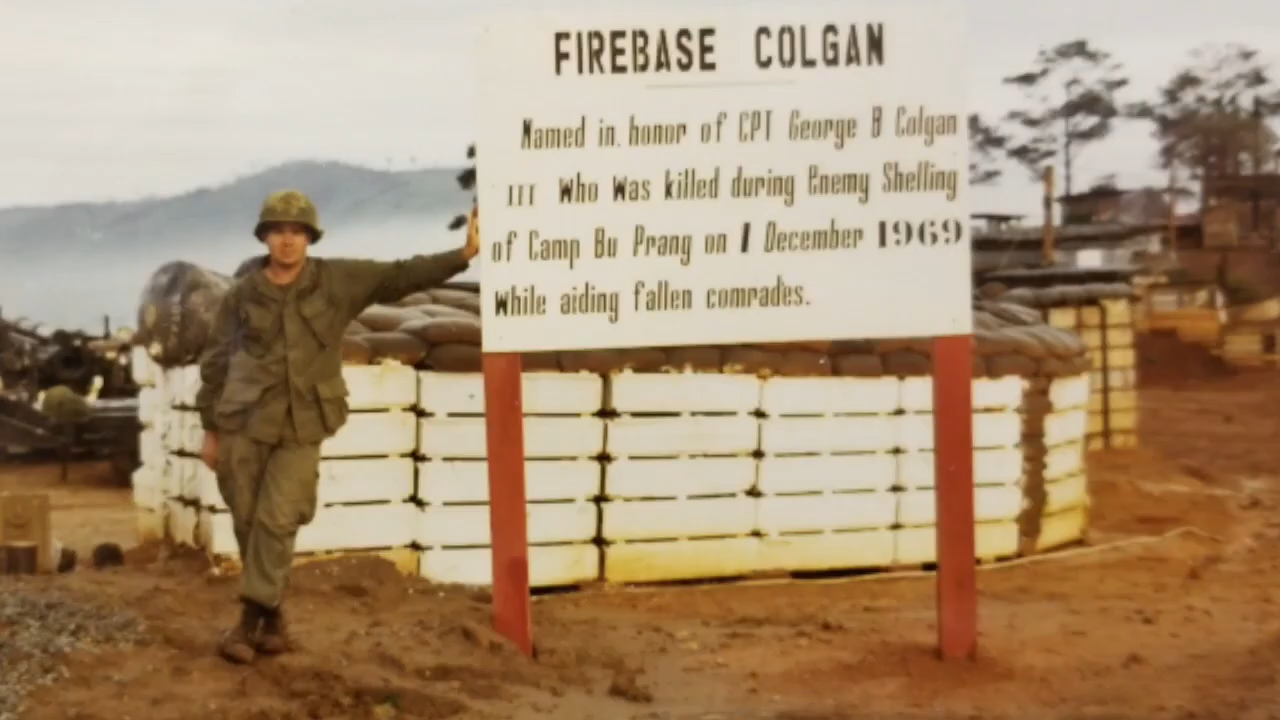 FIREBASE COLGAN
Named in honor of CPT George B Colgan
III Who Was killed during Enemy Shelling
of Camp Bu Prang on 1 December 1969
While aiding fallen comrades.